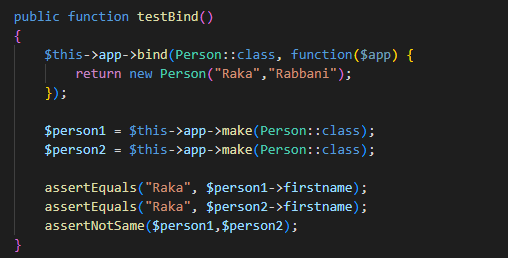 public function testBind()
{
    $this->app->bind(Person::class, function($app) {
        return new Person("Raka","Rabbani");
    });

    $person1 = $this->app->make(Person::class);
    $person2 = $this->app->make(Person::class);

    assertEquals("Raka", $person1->firstname);
    assertEquals("Raka", $person2->firstname);
    assertNotSame($person1,$person2);
}